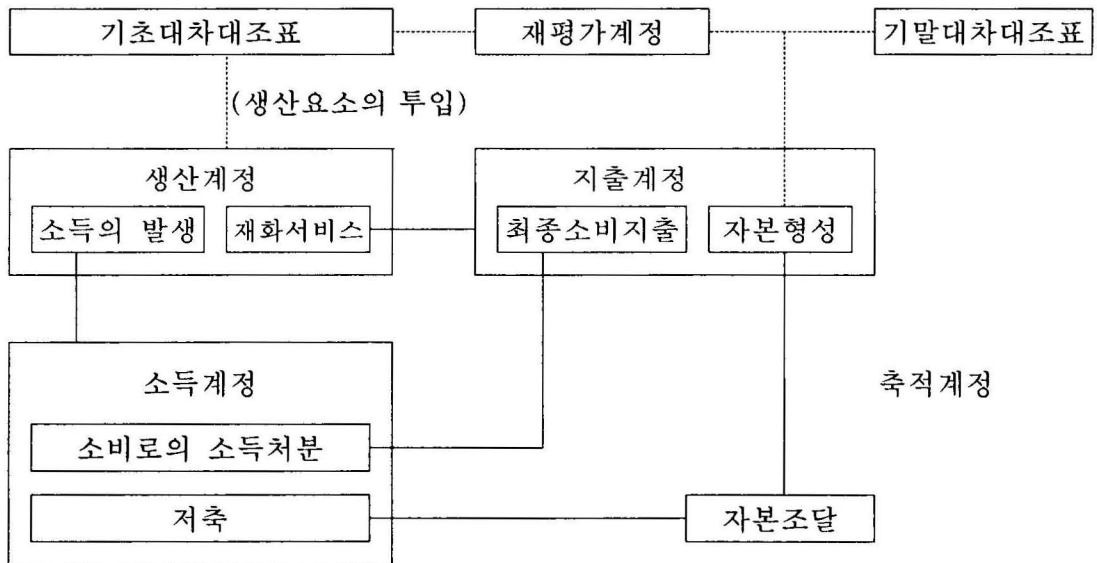 기초대차대조표 재평가계정 기말대차대조표
(생산요소의 투입)
생산계정 지출계정
소득의 발생 재화서비스 최종소비지출 자본형성
소득계정 축적계정
소비로의 소득처분
저축 자본조달